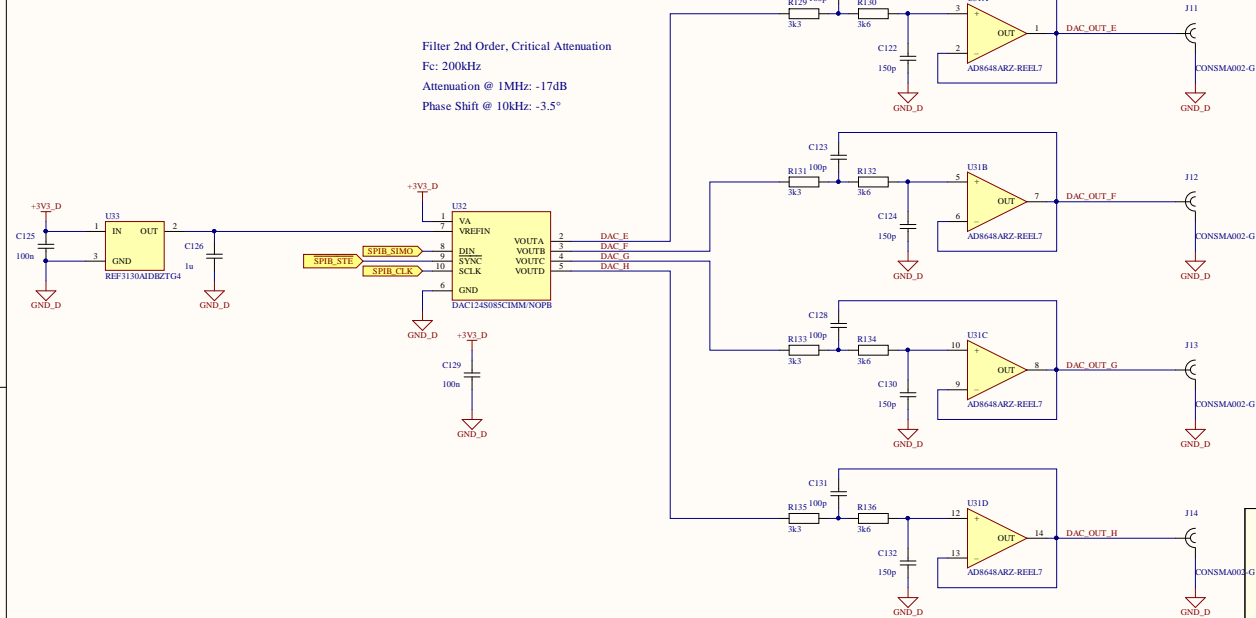 R129
R130
3k3
3k6
3
1
2
OUT
DAC_OUT_E
J11
C122
150p
AD8648ARZ-REEL7
CONSMA002-G
GND_D
GND_D
Filter 2nd Order, Critical Attenuation
Fc: 200kHz
Attenuation @ 1MHz: -17dB
Phase Shift @ 10kHz: -3.5°
C123
100p
R131
R132
3k3
3k6
U31B
5
6
7
OUT
DAC_OUT_F
J12
C124
150p
AD8648ARZ-REEL7
CONSMA002-G
GND_D
GND_D
+3V3_D
U33
1
IN
OUT
2
C125
100n
3
GND
REF3130AIDBZTG4
C126
1u
GND_D
GND_D
+3V3_D
U32
1
VA
7
VREFIN
SPIB_SIMO
8
DIN
SPIB_STE
9
SYNC
SPIB_CLK
10
SCLK
6
GND
VOUTA
2
DAC_E
VOUTB
3
DAC_F
VOUTC
4
DAC_G
VOUTD
5
DAC_H
DAC124S085CIMM/NOPB
GND_D
+3V3_D
C129
100n
GND_D
C128
100p
R133
R134
3k3
3k6
U31C
10
9
8
OUT
DAC_OUT_G
J13
C130
150p
AD8648ARZ-REEL7
CONSMA002-G
GND_D
GND_D
C131
100p
R135
R136
3k3
3k6
U31D
12
13
14
OUT
DAC_OUT_H
J14
C132
150p
AD8648ARZ-REEL7
CONSMA002-G
GND_D
GND_D